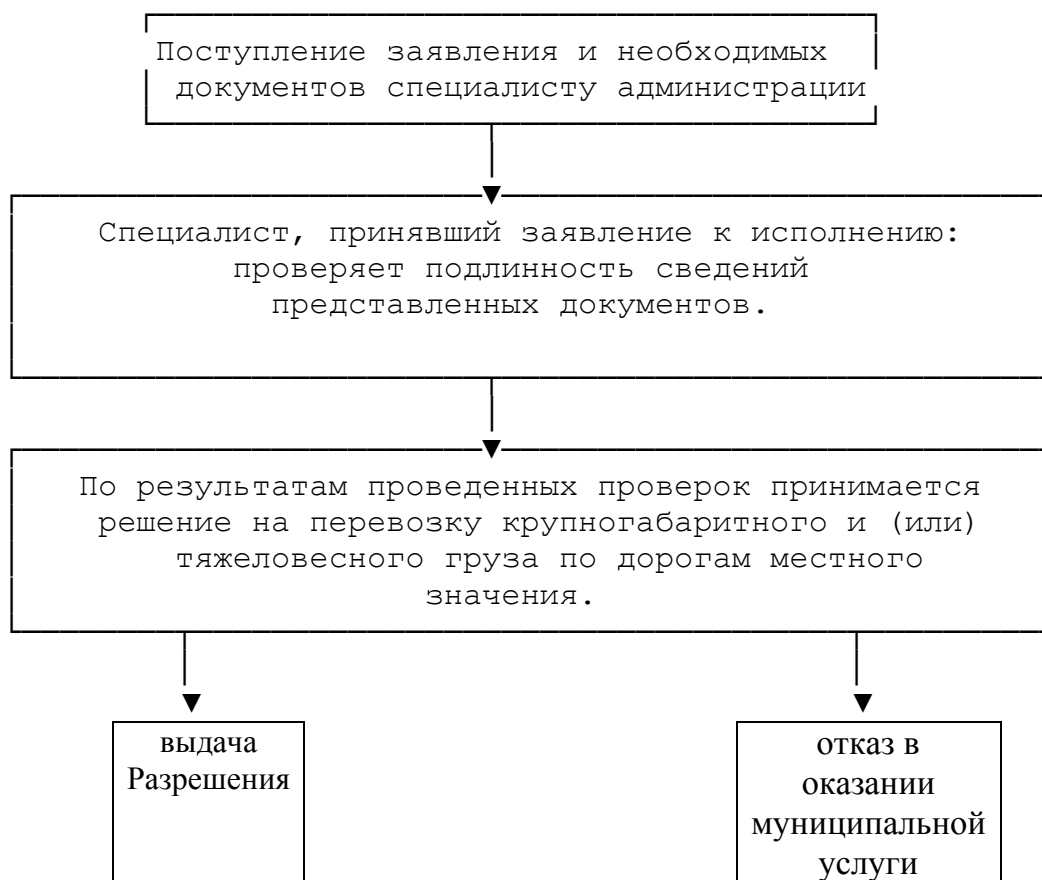 Поступление заявления и необходимых
документов специалисту администрации
Специалист, принявший заявление к исполнению:
проверяет подлинность сведений
представленных документов.
По результатам проведенных проверок принимается
решение на перевозку крупногабаритного и (или)
тяжеловесного груза по дорогам местного
значения.
выдача
Разрешения
отказ в
оказании
муниципальной
услуги